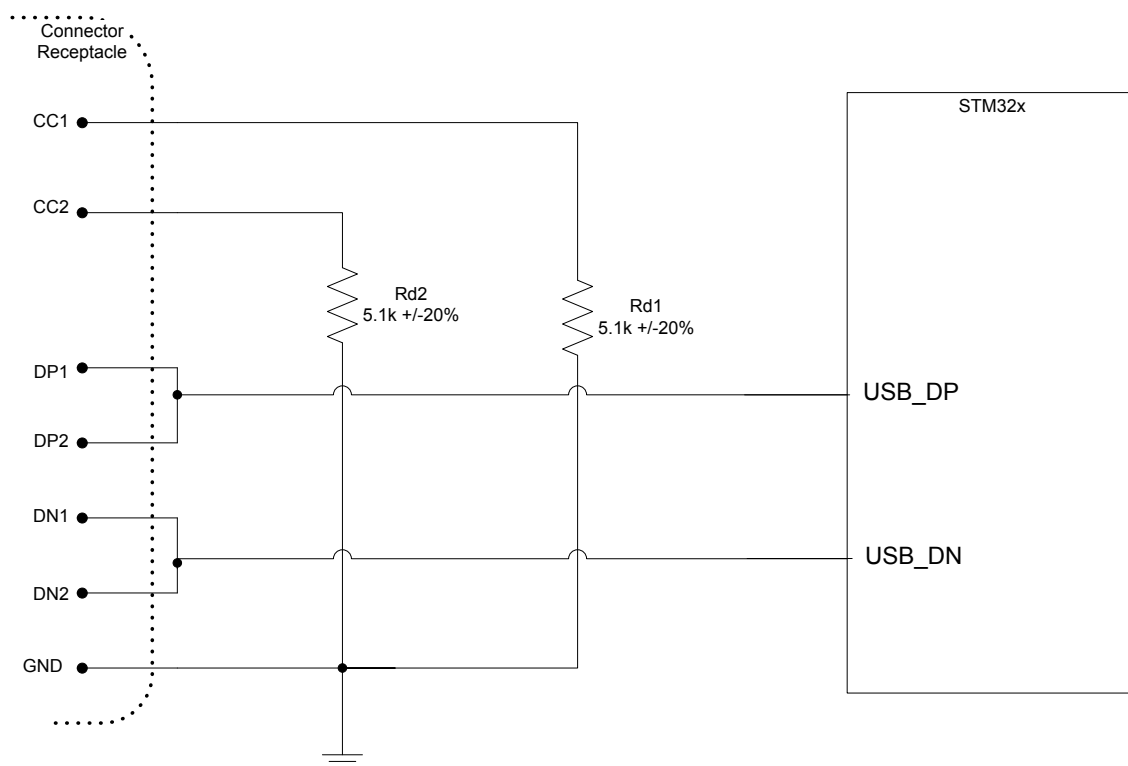 Connector
Receptacle
STM32x
CC1
CC2
Rd2
5.1k +/-20%
Rd1
5.1k +/-20%
DP1
USB_DP
DP2
DN1
USB_DN
DN2
GND